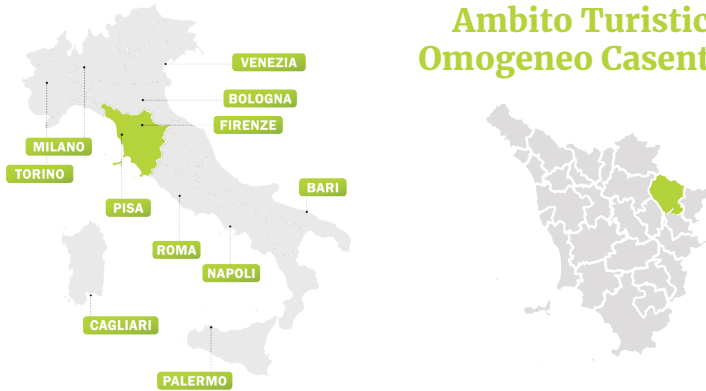 Ambito Turistic
Omogeneo Casent
VENEZIA
BOLOGNA
FIRENZE
MILANO
TORINO
BARI
PISA
ROMA
NAPOLI
CAGLIARI
PALERMO